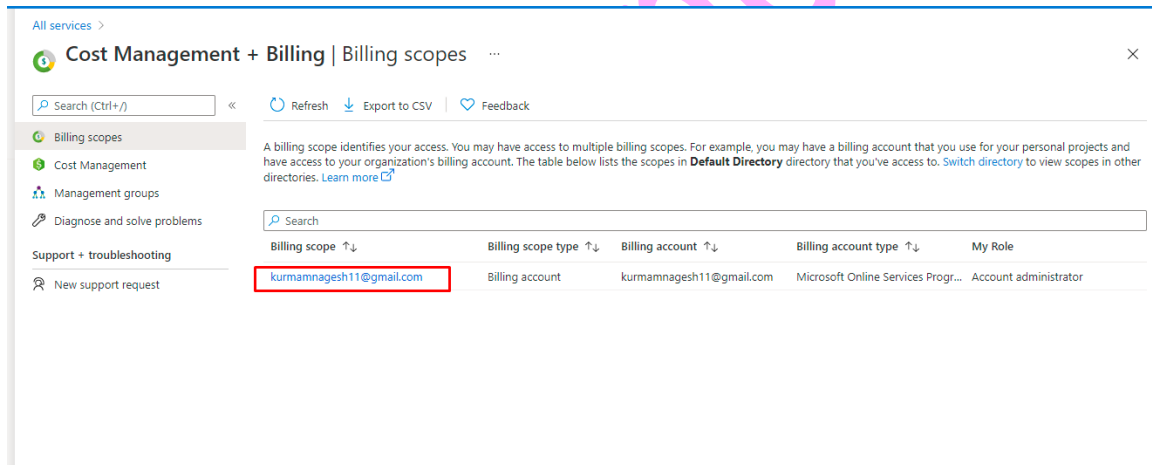 All services >
Cost Management + Billing | Billing scopes ...
Search (Ctrl+/) «
Refresh Export to CSV Feedback
Billing scopes
Cost Management
Management groups
Diagnose and solve problems
Support + troubleshooting
New support request
A billing scope identifies your access. You may have access to multiple billing scopes. For example, you may have a billing account that you use for your personal projects and
have access to your organization's billing account. The table below lists the scopes in Default Directory directory that you've access to. Switch directory to view scopes in other
directories. Learn more
Search
Billing scope ↑↓ Billing scope type ↑↓ Billing account ↑↓ Billing account type ↑↓ My Role
kurmamnagesh11@gmail.com Billing account kurmamnagesh11@gmail.com Microsoft Online Services Progr... Account administrator